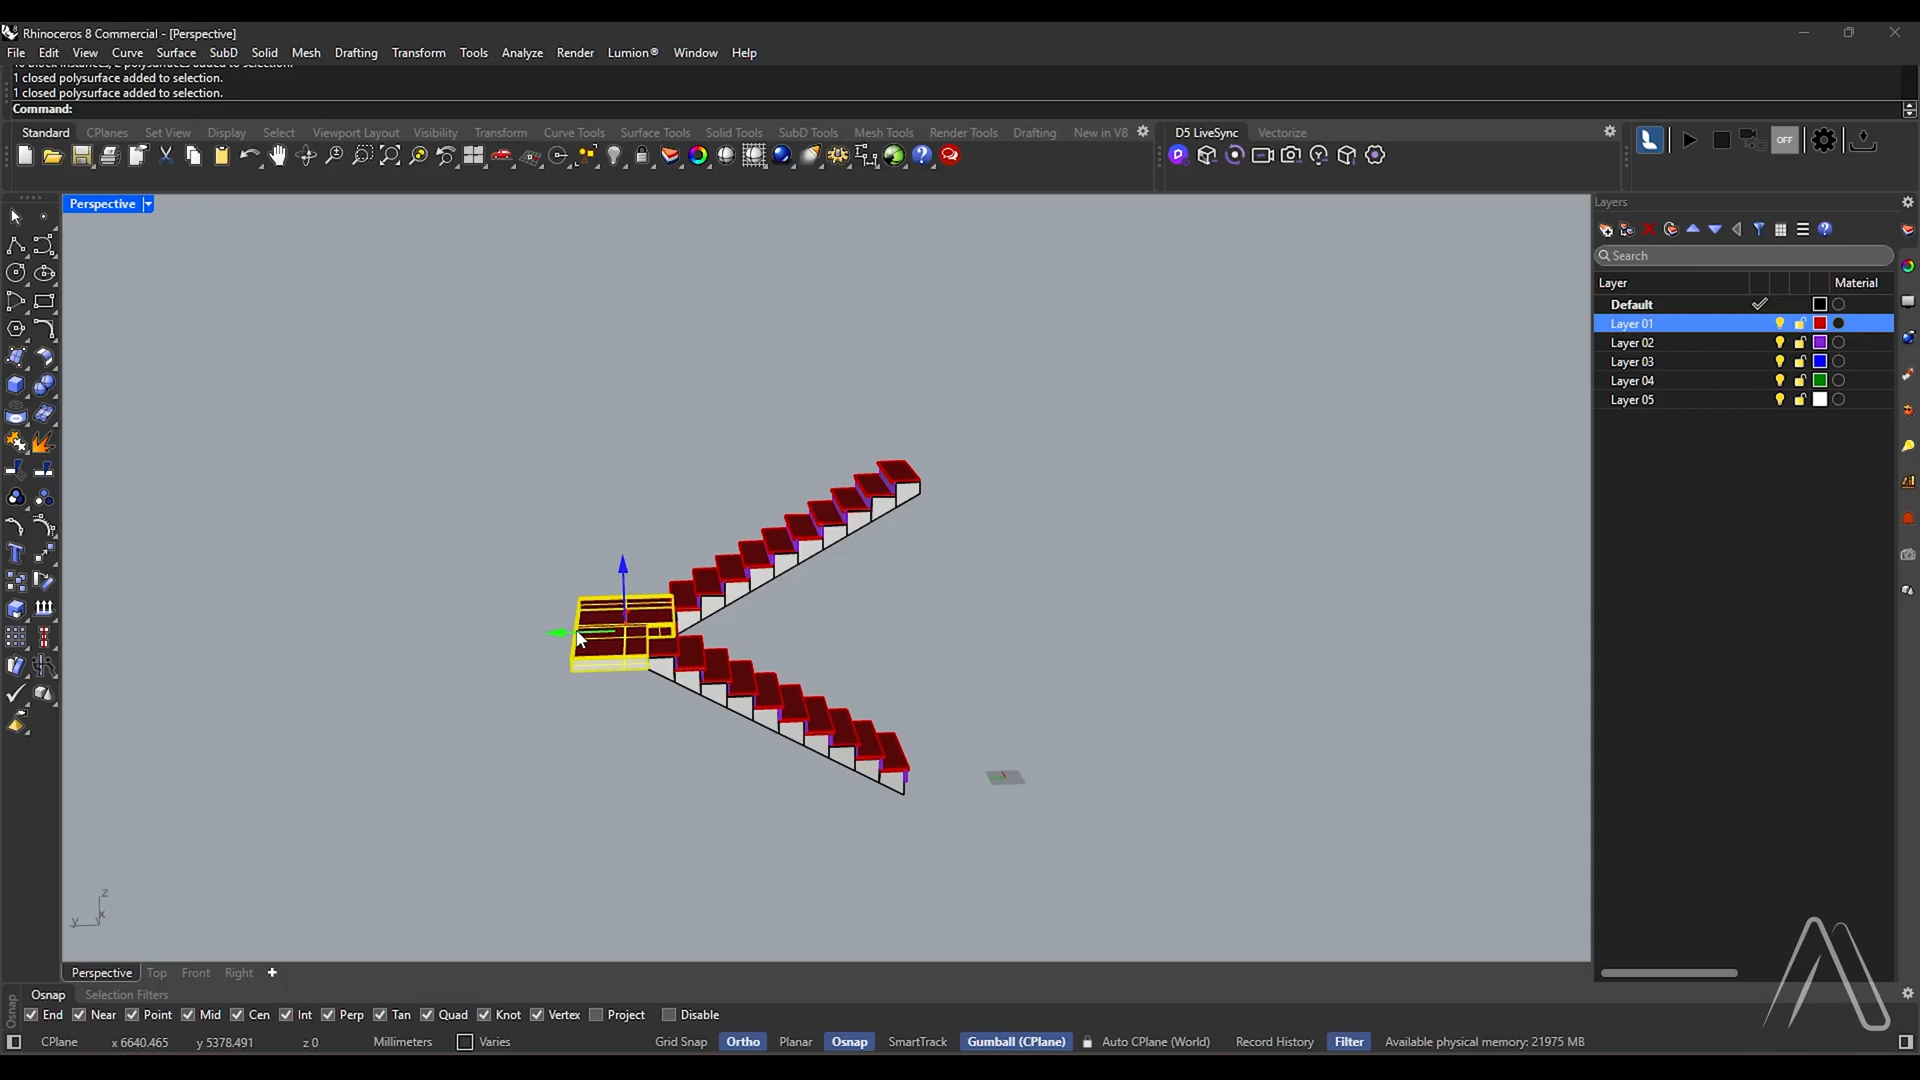 Rhinoceros 8 Commercial - [Perspective]
File Edit View Curve Surface SubD Solid Mesh Drafting Transform Tools Analyze Render Lumion® Window Help
1 closed polysurface added to selection.
1 closed polysurface added to selection.
Command:
Standard CPlanes Set View Display Select Viewport Layout Visibility Transform Curve Tools Surface Tools Solid Tools SubD Tools Mesh Tools Render Tools Drafting New in V8 D5 LiveSync Vectorize
OFF
Perspective
Layers
Search
Layer Material
Default
Layer 01
Layer 02
Layer 03
Layer 04
Layer 05
z
y x
Perspective Top Front Right
Osnap Selection Filters
Osnap
End Near Point Mid Cen Int Perp Tan Quad Knot Vertex Project Disable
CPlane x 6640.465 y 5378.491 z 0 Millimeters Varies Grid Snap Ortho Planar Osnap SmartTrack Gumball (CPlane) Auto CPlane (World) Record History Filter Available physical memory: 21975 MB